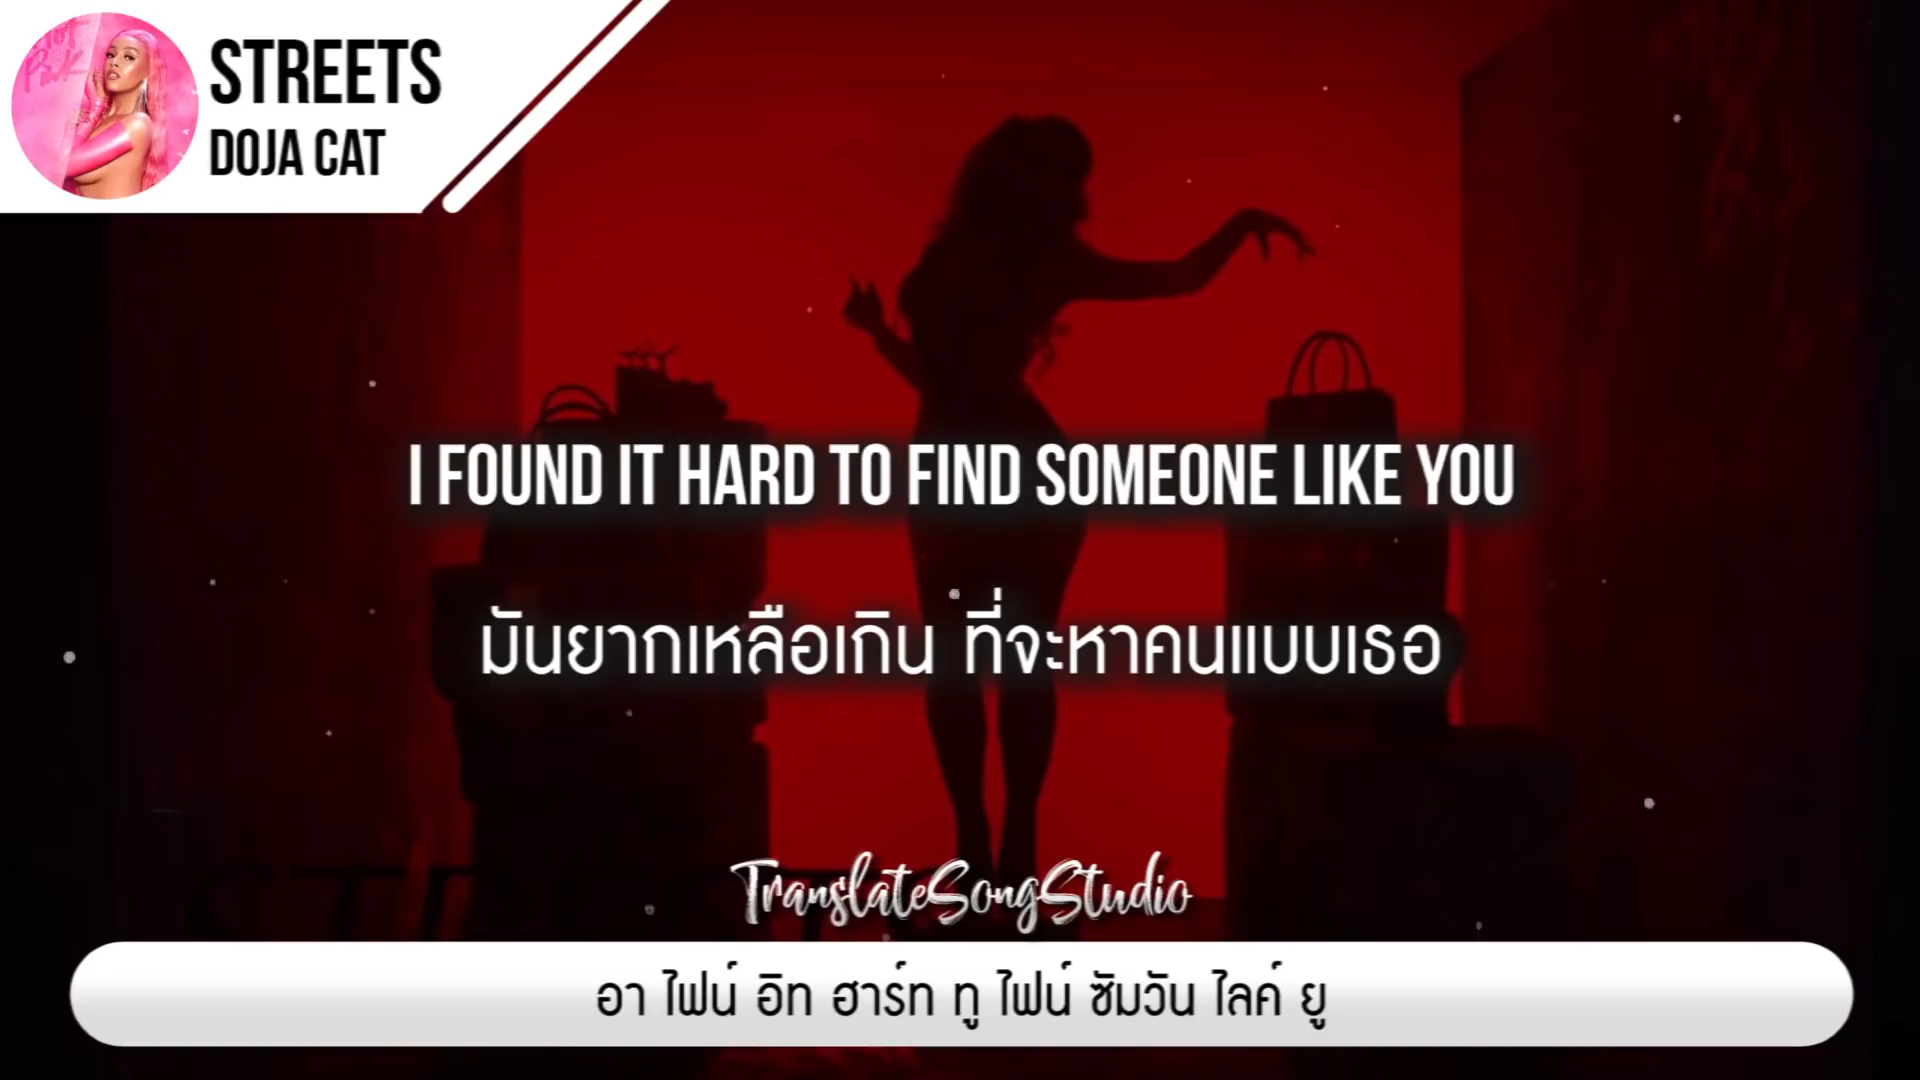 Hot
Pink
STREETS
DOJA CAT
I FOUND IT HARD TO FIND SOMEONE LIKE YOU
มันยากเหลือเกิน ที่จะหาคนแบบเธอ
TranslateSongStudio
อา ไฟน์ อิท ฮาร์ท ทู ไฟน์ ซัมวัน ไลค์ ยู